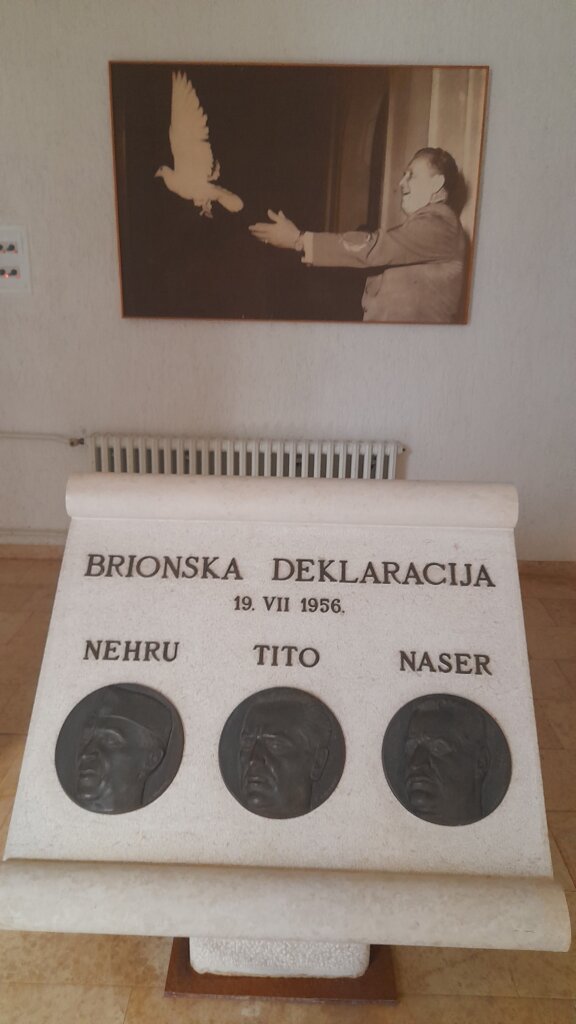 BRIONSKA DEKLARACIJA
19. VII 1956.
NEHRU TITO NASER